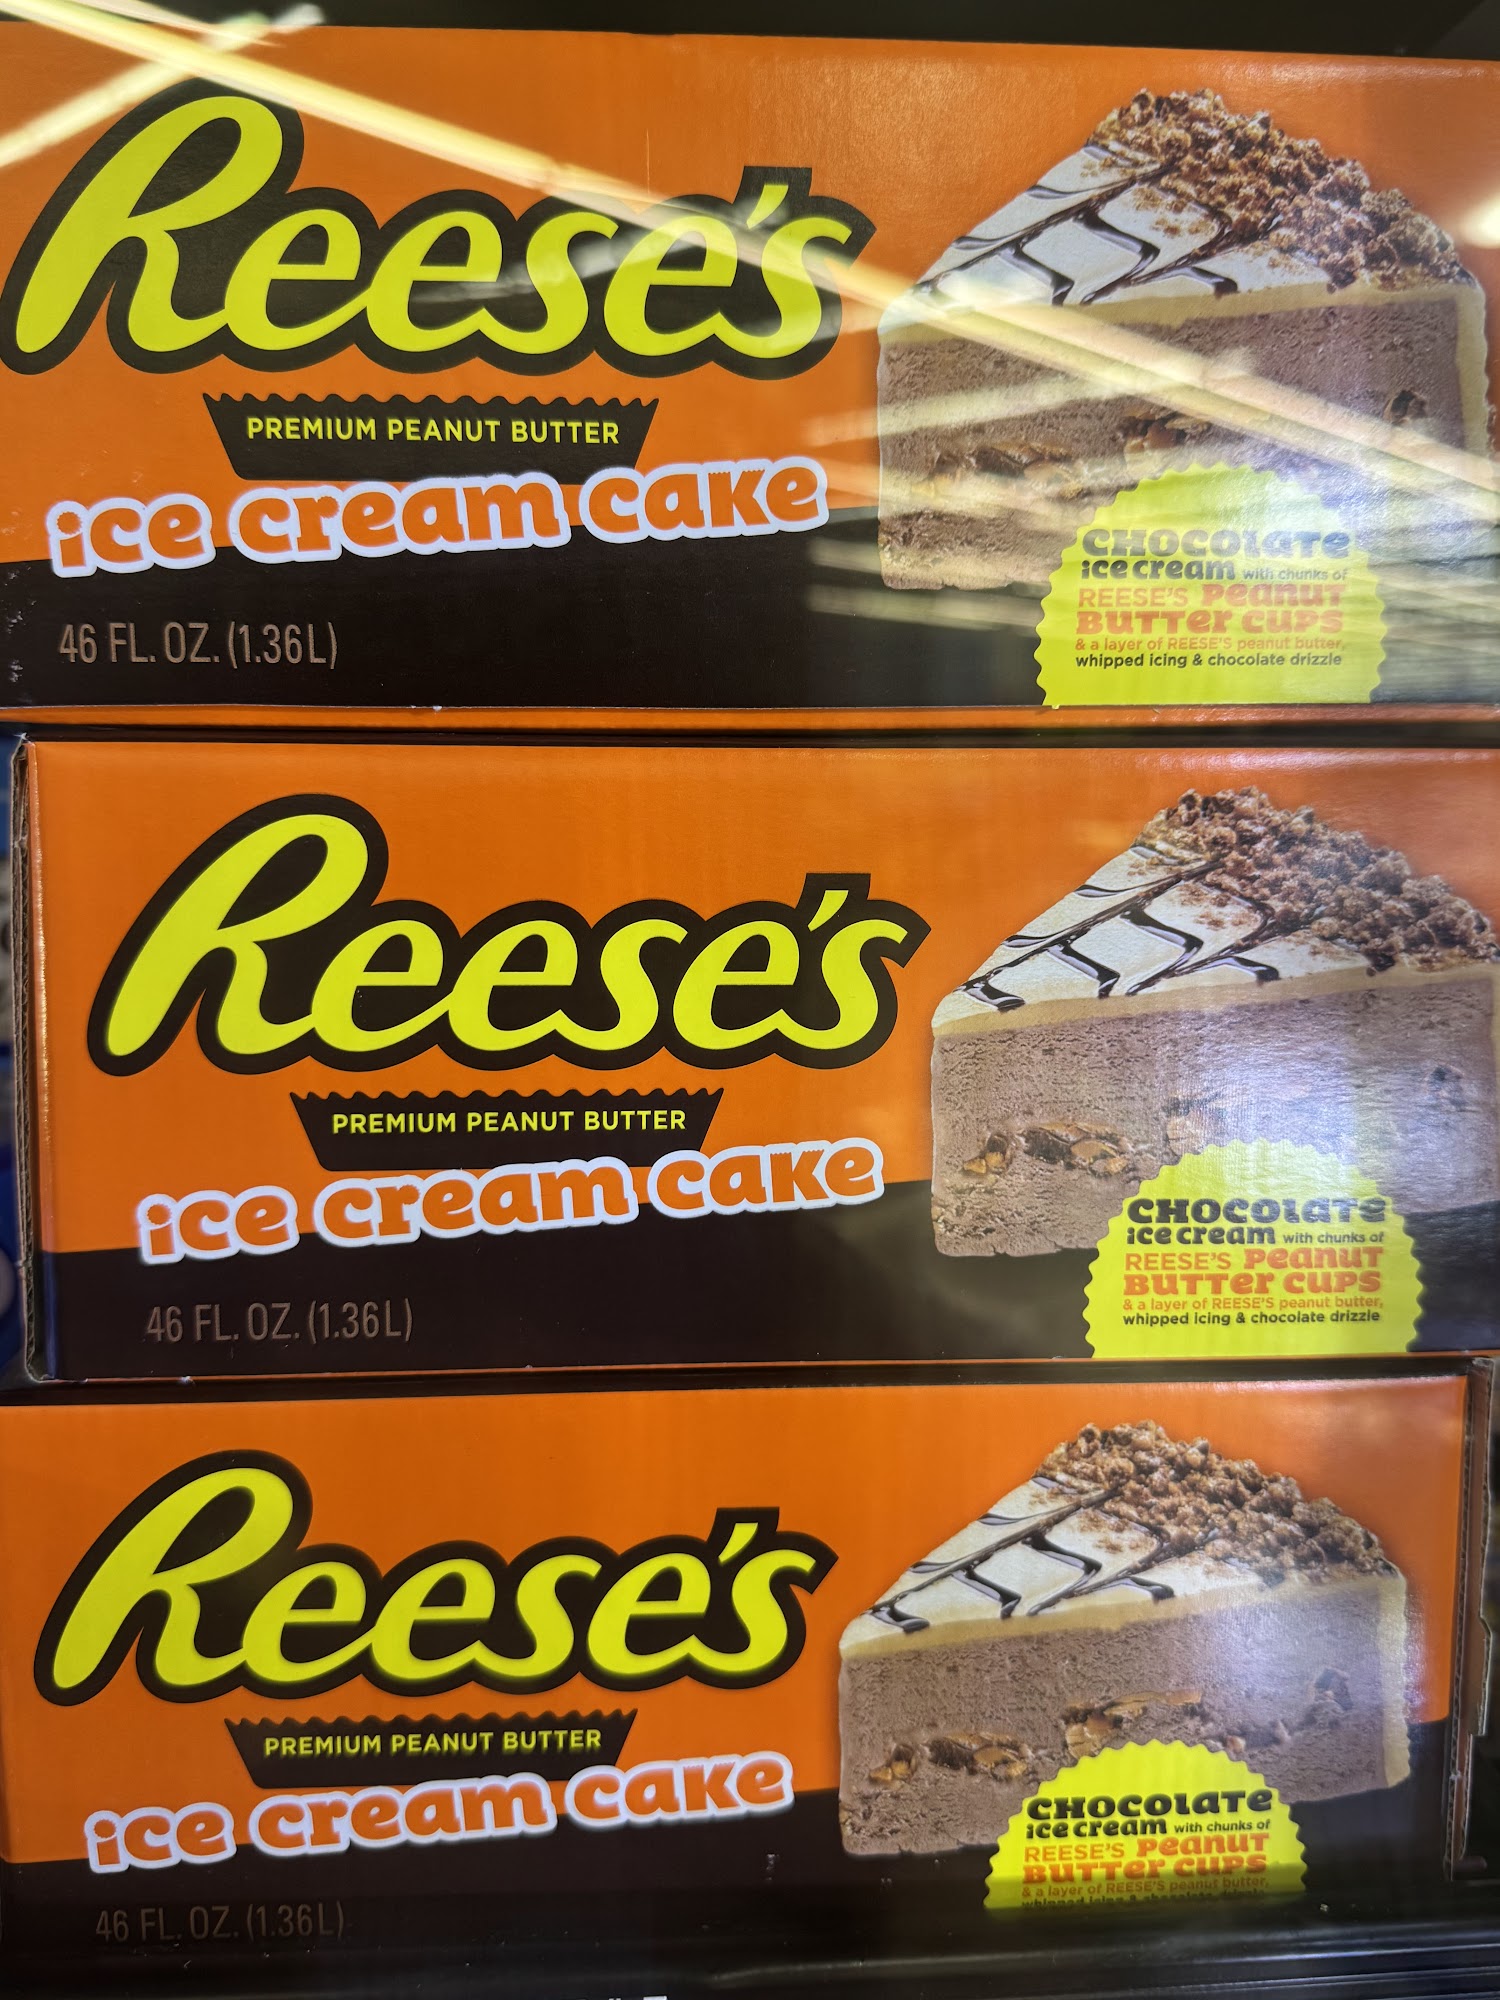 Reese's
PREMIUM PEANUT BUTTER
ice cream cake
46 FL. OZ. (1.36L)
CHOCOLATE
ice cream with chunks of
REESE'S Peanut
BUTTer CUPS
& a layer of REESE'S peanut butter,
whipped icing & chocolate drizzle
Reese's
PREMIUM PEANUT BUTTER
ice cream cake
46 FL. OZ. (1.36L)
CHOCOLATE
ice cream with chunks of
REESE'S Peanut
BUTTer CUPS
& a layer of REESE'S peanut butter,
whipped icing & chocolate drizzle
Reese's
PREMIUM PEANUT BUTTER
ice cream cake
46 FL. OZ. (1.36L)
CHOCOLATE
ice cream with chunks of
REESE'S Peanut
BUTTer CUPS
& a layer of REESE'S peanut butter,